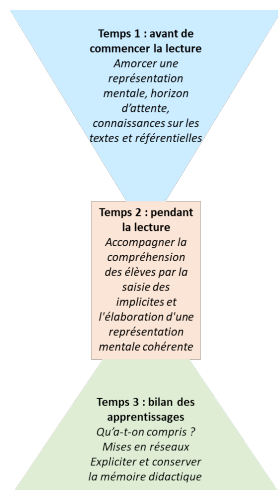 Temps 1 : avant de
commencer la lecture
Amorcer une
représentation
mentale, horizon
d'attente,
connaissances sur les
textes et référentielles
Temps 2 : pendant
la lecture
Accompagner la
compréhension
des élèves par la
saisie des
implicites et
l'élaboration d'une
représentation
mentale cohérente
Temps 3 : bilan des
apprentissages
Qu'a-t-on compris ?
Mises en réseaux
Expliciter et conserver
la mémoire didactique